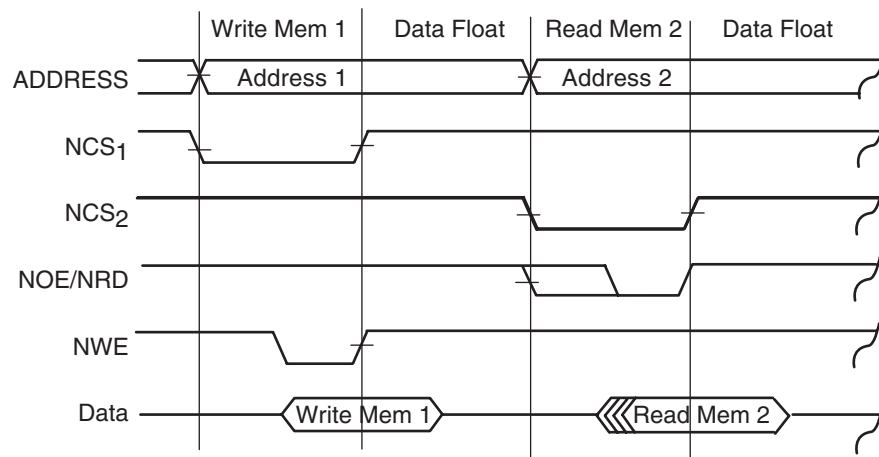 Write Mem 1 Data Float Read Mem 2 Data Float
ADDRESS Address 1 Address 2
NCS1
NCS2
NOE/NRD
NWE
Data Write Mem 1 Read Mem 2